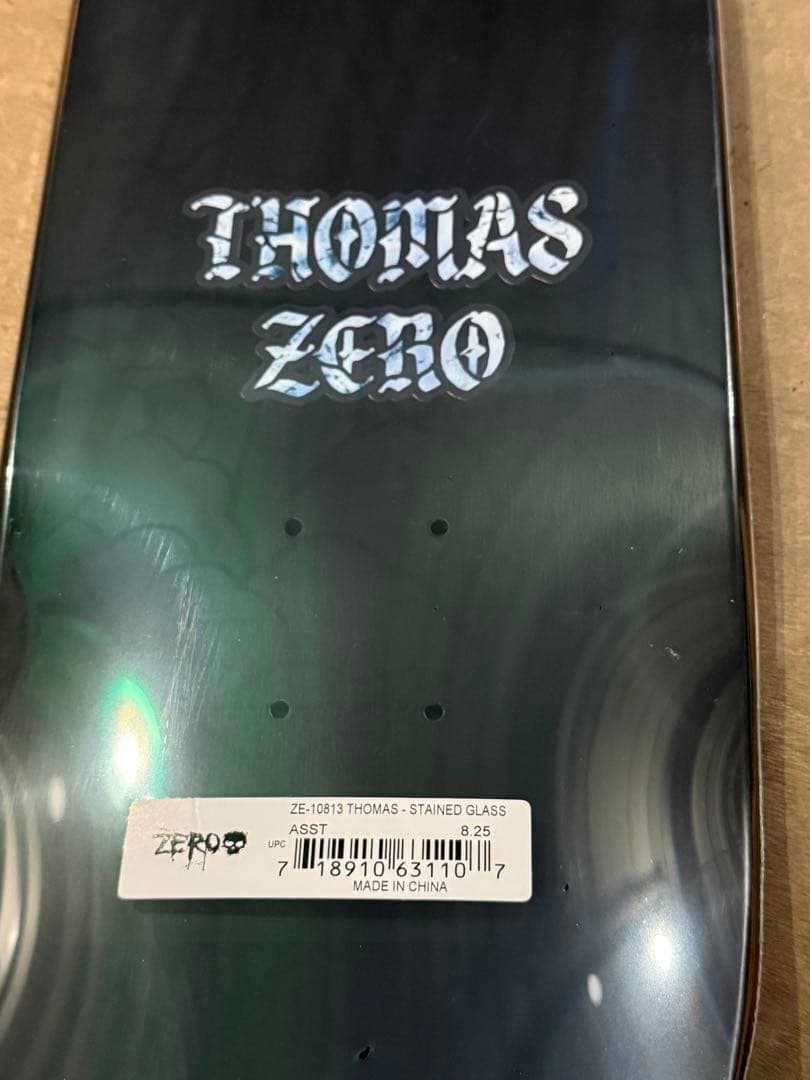 THOMAS
ZERO
ZE-10813 THOMAS - STAINED GLASS
ASST 8.25
ZERO
UPC
7 18910 63110 7
MADE IN CHINA